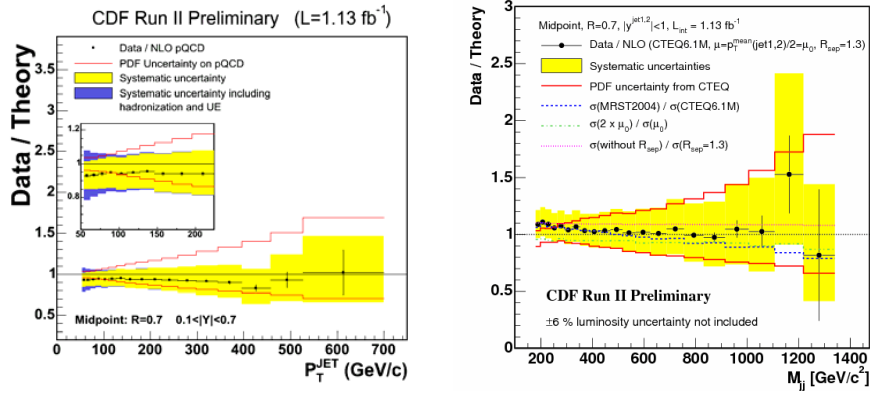 CDF Run II Preliminary (L=1.13 fb⁻¹)
Data / Theory
3.5
3
2.5
2
1.5
1
0.5
Data / NLO pQCD
PDF Uncertainty on pQCD
Systematic uncertainty
Systematic uncertainty including
hadronization and UE
1.2
1
0.8
50 100 150 200
Midpoint: R=0.7 0.1<|Y|<0.7
0 100 200 300 400 500 600 700
P_T^JET (GeV/c)
Data / Theory
3
2.5
2
1.5
1
0.5
0
Midpoint, R=0.7, |y^jet1,2|<1, L_int = 1.13 fb⁻¹
Data / NLO (CTEQ6.1M, μ=p_T^mean(jet1,2)/2=μ₀, R_sep=1.3)
Systematic uncertainties
PDF uncertainty from CTEQ
σ(MRST2004) / σ(CTEQ6.1M)
σ(2 x μ₀) / σ(μ₀)
σ(without R_sep) / σ(R_sep=1.3)
CDF Run II Preliminary
±6 % luminosity uncertainty not included
200 400 600 800 1000 1200 1400
M_jj [GeV/c²]